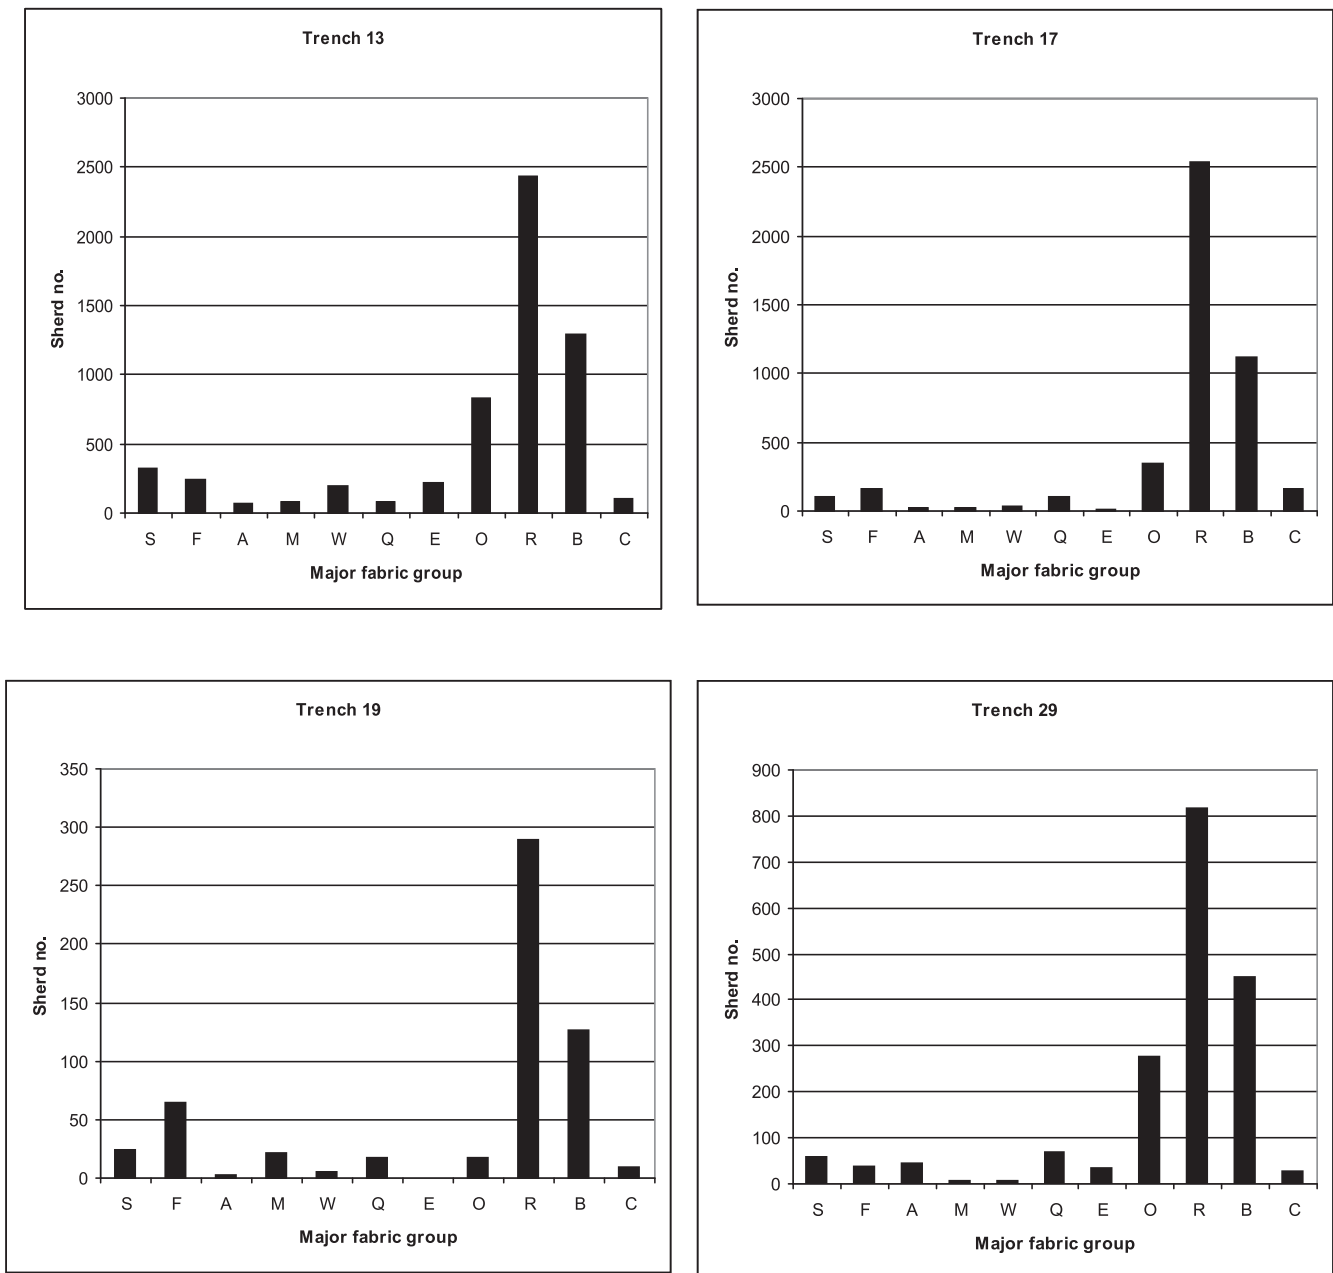 Trench 13
3000
2500
2000
1500
1000
500
0
Sherd no.
S F A M W Q E O R B C
Major fabric group
Trench 17
3000
2500
2000
1500
1000
500
0
Sherd no.
S F A M W Q E O R B C
Major fabric group
Trench 19
350
300
250
200
150
100
50
0
Sherd no.
S F A M W Q E O R B C
Major fabric group
Trench 29
900
800
700
600
500
400
300
200
100
0
Sherd no.
S F A M W Q E O R B C
Major fabric group